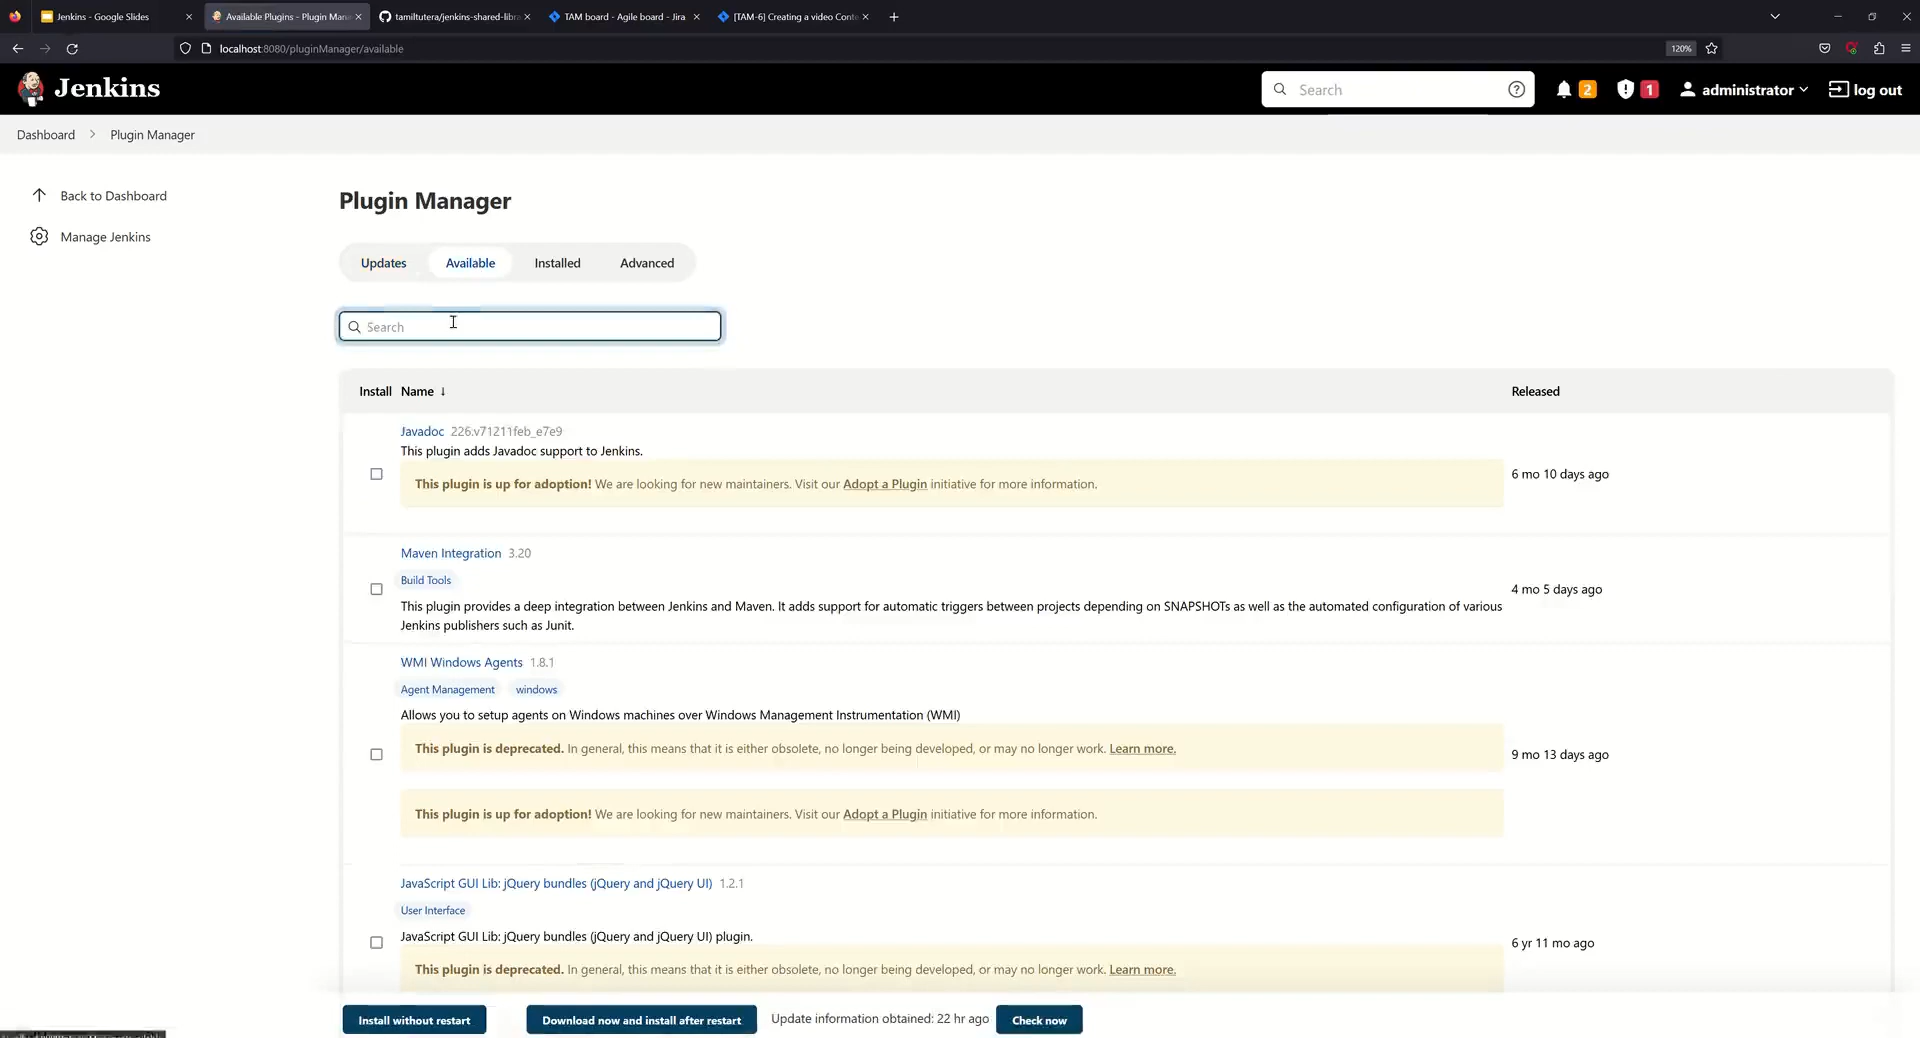 Jenkins - Google Slides
Available Plugins - Plugin Mana
tamiltutera/jenkins-shared-libra
TAM board - Agile board - Jira
[TAM-6] Creating a video Conte
localhost:8080/pluginManager/available
120%
Jenkins
Search
2
1
administrator
log out
Dashboard
Plugin Manager
Back to Dashboard
Manage Jenkins
Plugin Manager
Updates
Available
Installed
Advanced
Search
Install Name ↓
Released
Javadoc 226.v71211feb_e7e9
This plugin adds Javadoc support to Jenkins.
This plugin is up for adoption! We are looking for new maintainers. Visit our Adopt a Plugin initiative for more information.
6 mo 10 days ago
Maven Integration 3.20
Build Tools
This plugin provides a deep integration between Jenkins and Maven. It adds support for automatic triggers between projects depending on SNAPSHOTs as well as the automated configuration of various
Jenkins publishers such as Junit.
4 mo 5 days ago
WMI Windows Agents 1.8.1
Agent Management
windows
Allows you to setup agents on Windows machines over Windows Management Instrumentation (WMI)
This plugin is deprecated. In general, this means that it is either obsolete, no longer being developed, or may no longer work. Learn more.
This plugin is up for adoption! We are looking for new maintainers. Visit our Adopt a Plugin initiative for more information.
9 mo 13 days ago
JavaScript GUI Lib: jQuery bundles (jQuery and jQuery UI) 1.2.1
User Interface
JavaScript GUI Lib: jQuery bundles (jQuery and jQuery UI) plugin.
This plugin is deprecated. In general, this means that it is either obsolete, no longer being developed, or may no longer work. Learn more.
6 yr 11 mo ago
Install without restart
Download now and install after restart
Update information obtained: 22 hr ago
Check now